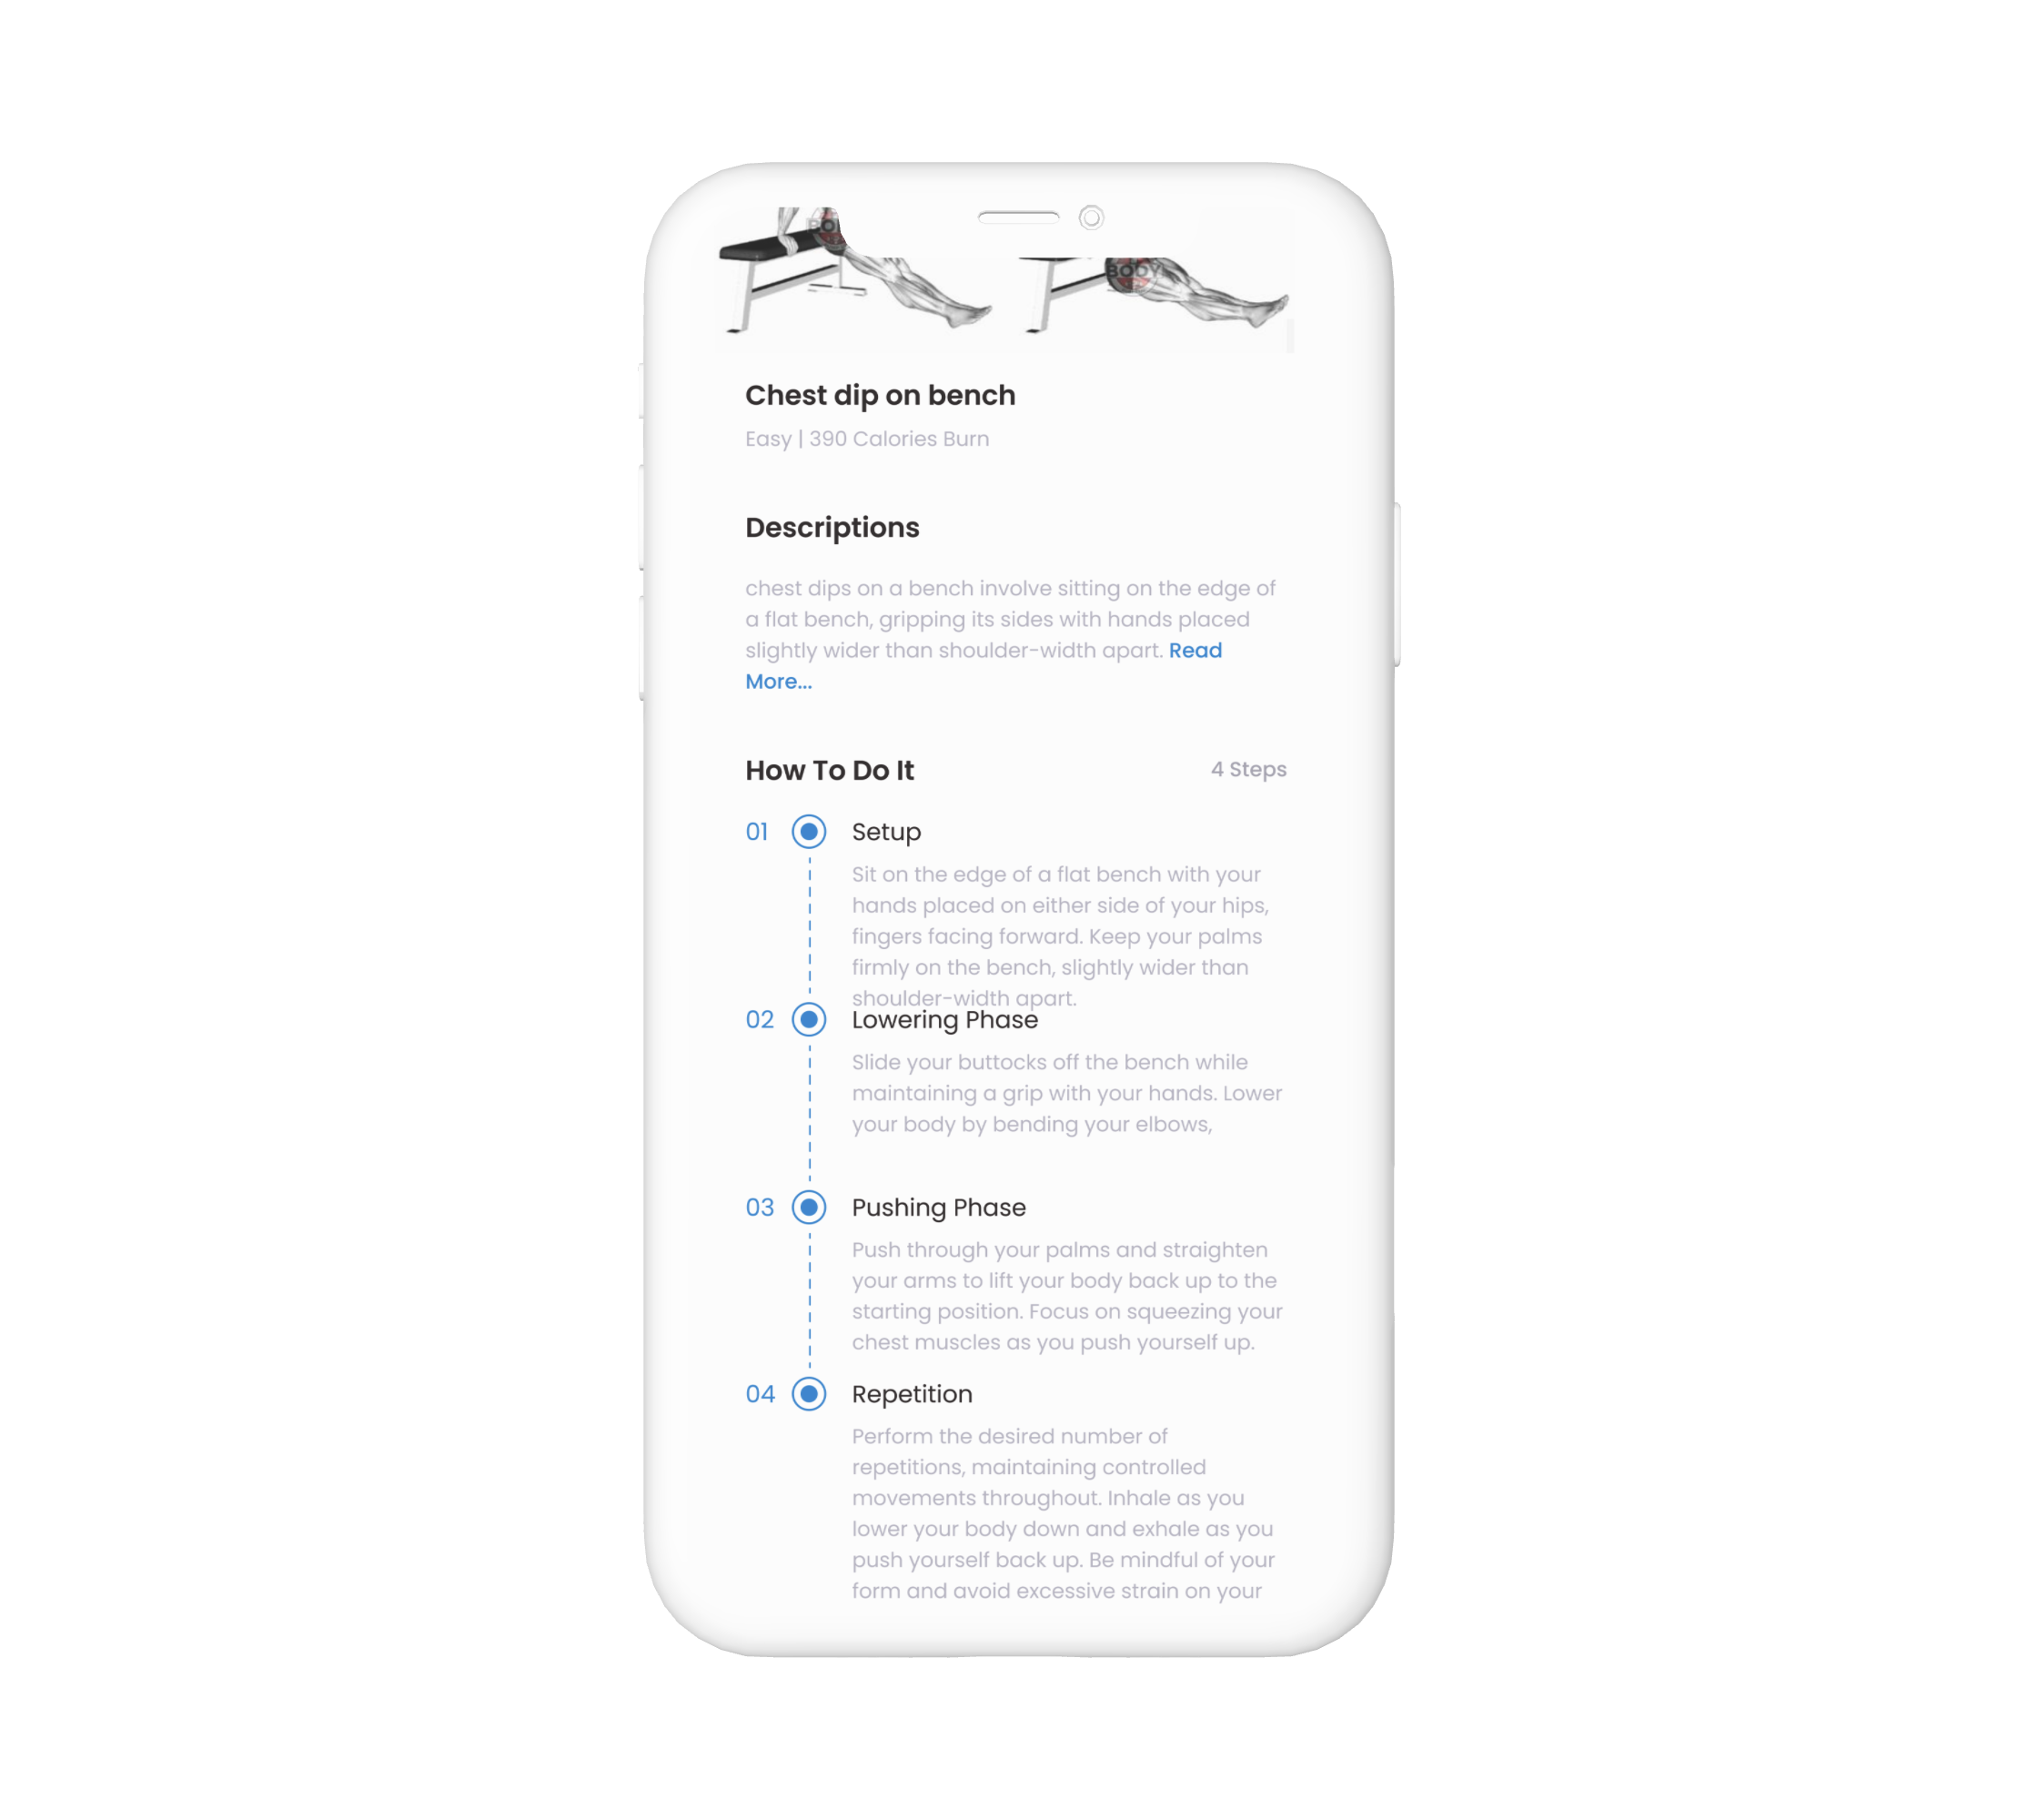 BO
BODY
Chest dip on bench
Easy | 390 Calories Burn
Descriptions
chest dips on a bench involve sitting on the edge of
a flat bench, gripping its sides with hands placed
slightly wider than shoulder-width apart. Read
More...
How To Do It
4 Steps
01
Setup
Sit on the edge of a flat bench with your
hands placed on either side of your hips,
fingers facing forward. Keep your palms
firmly on the bench, slightly wider than
shoulder-width apart.
02
Lowering Phase
Slide your buttocks off the bench while
maintaining a grip with your hands. Lower
your body by bending your elbows,
03
Pushing Phase
Push through your palms and straighten
your arms to lift your body back up to the
starting position. Focus on squeezing your
chest muscles as you push yourself up.
04
Repetition
Perform the desired number of
repetitions, maintaining controlled
movements throughout. Inhale as you
lower your body down and exhale as you
push yourself back up. Be mindful of your
form and avoid excessive strain on your